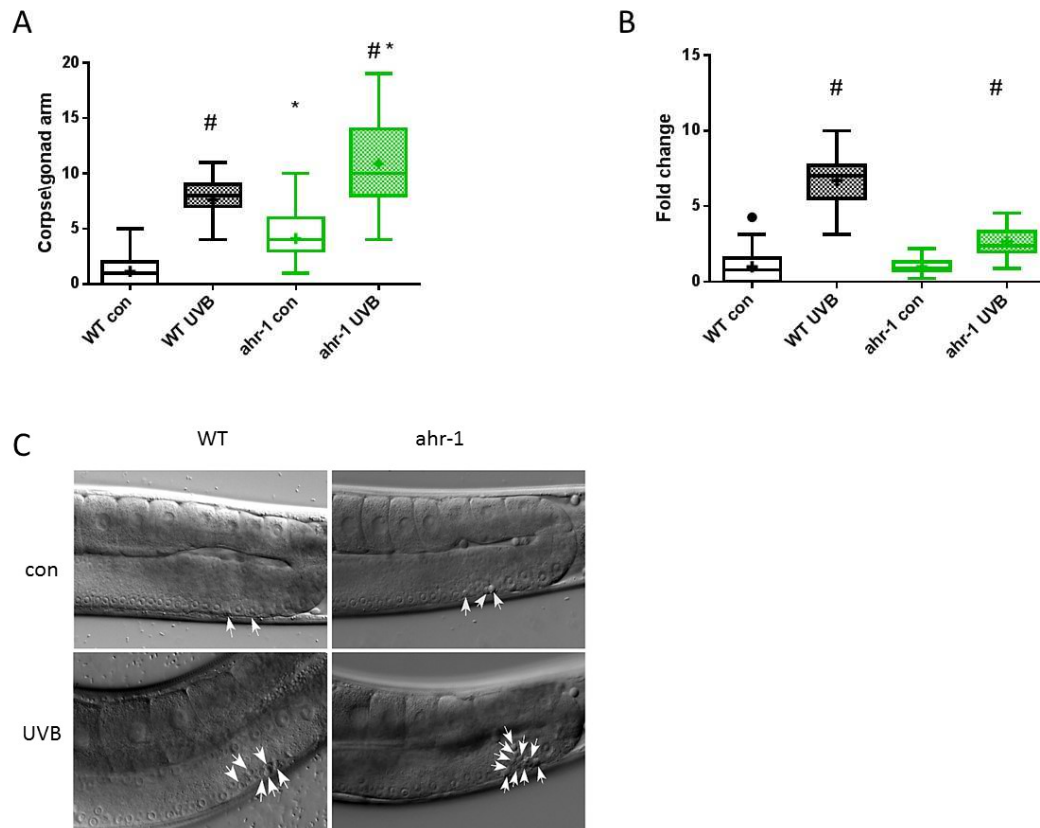 A
Corpse\gonad arm
20
15
10
5
0
#
*
# *
WT con
WT UVB
ahr-1 con
ahr-1 UVB
B
Fold change
15
10
5
0
#
#
WT con
WT UVB
ahr-1 con
ahr-1 UVB
C
WT
ahr-1
con
UVB